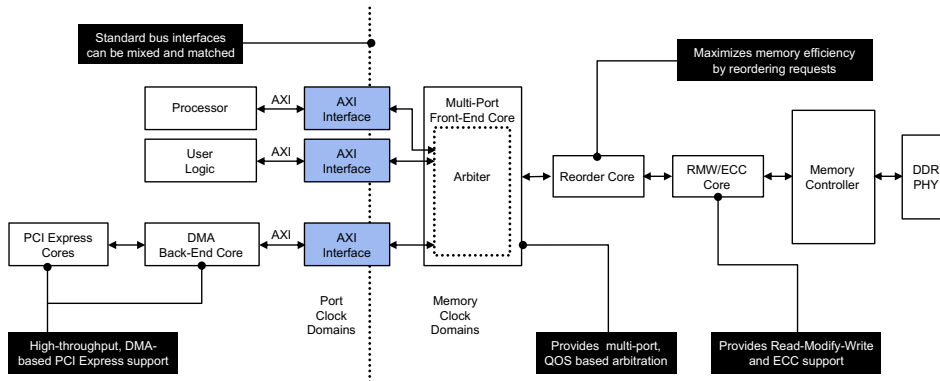 Standard bus interfaces
can be mixed and matched
Maximizes memory efficiency
by reordering requests
Processor
AXI
AXI
Interface
Multi-Port
Front-End Core
User
Logic
AXI
AXI
Interface
Arbiter
Reorder Core
RMW/ECC
Core
Memory
Controller
DDR
PHY
PCI Express
Cores
DMA
Back-End Core
AXI
AXI
Interface
Port
Clock
Domains
Memory
Clock
Domains
High-throughput, DMA-
based PCI Express support
Provides multi-port,
QOS based arbitration
Provides Read-Modify-Write
and ECC support